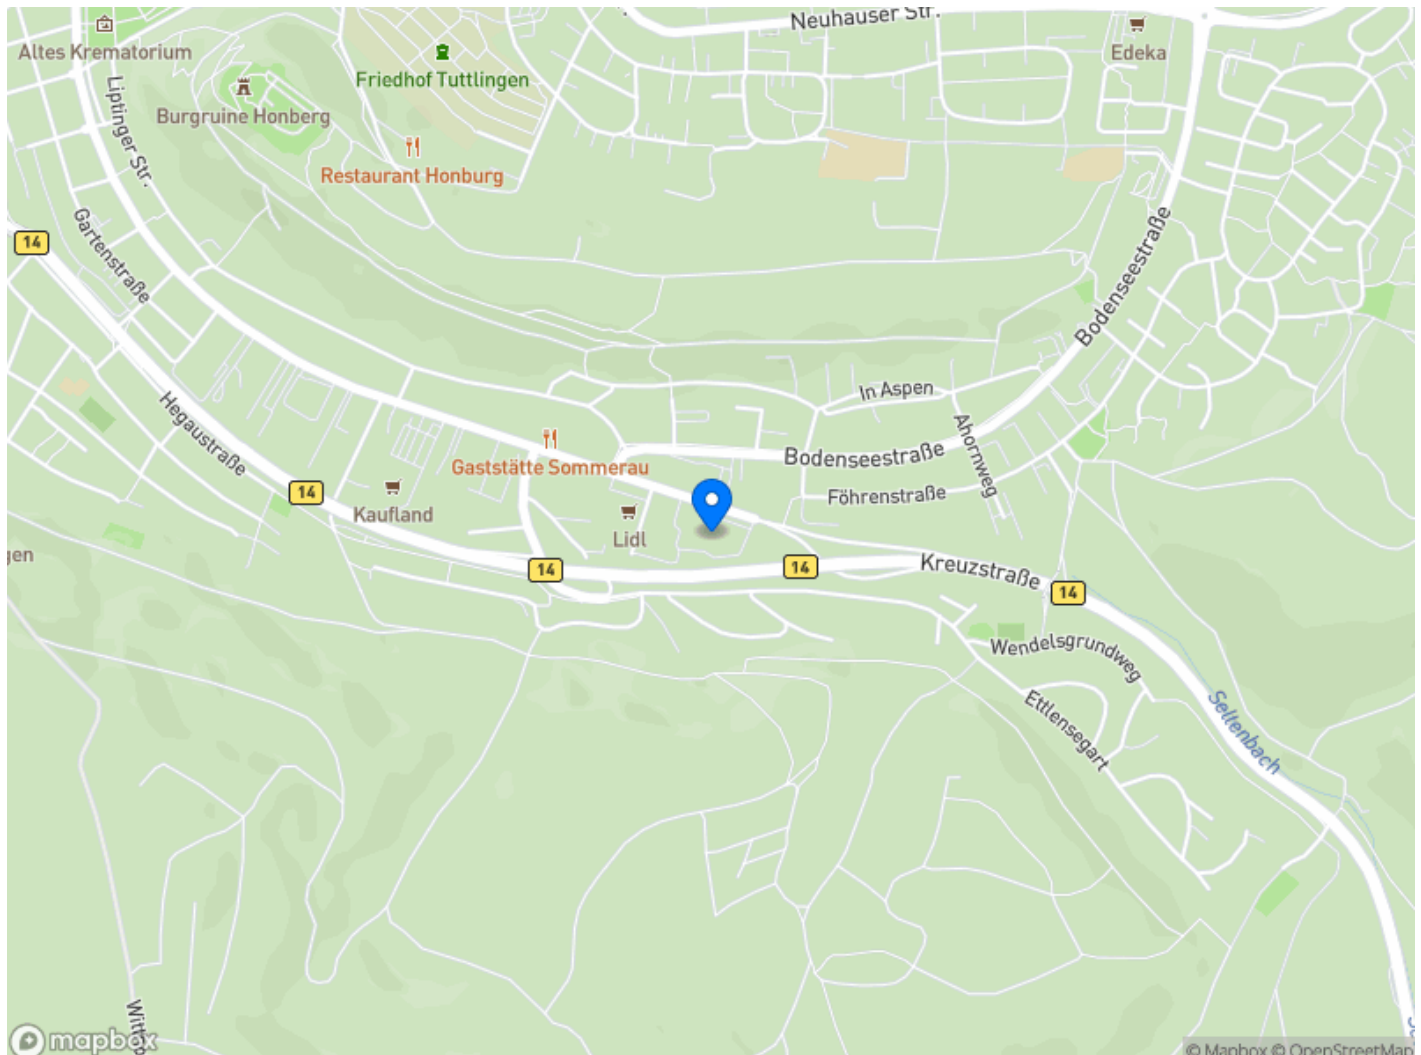 Neuhauser Str.
Altes Krematorium
Edeka
Friedhof Tuttlingen
Liptinger Str.
Burgruine Honberg
Restaurant Honburg
14
Gartenstraße
Bodenseestraße
In Aspen
Hegaustraße
Ahornweg
Gaststätte Sommerau
Bodenseestraße
14
Kaufland
Föhrenstraße
Lidl
gen
14
14
Kreuzstraße
14
Wendelsgrundweg
Ettlensegart
Seltenbach
mapbox
© Mapbox © OpenStreetMap